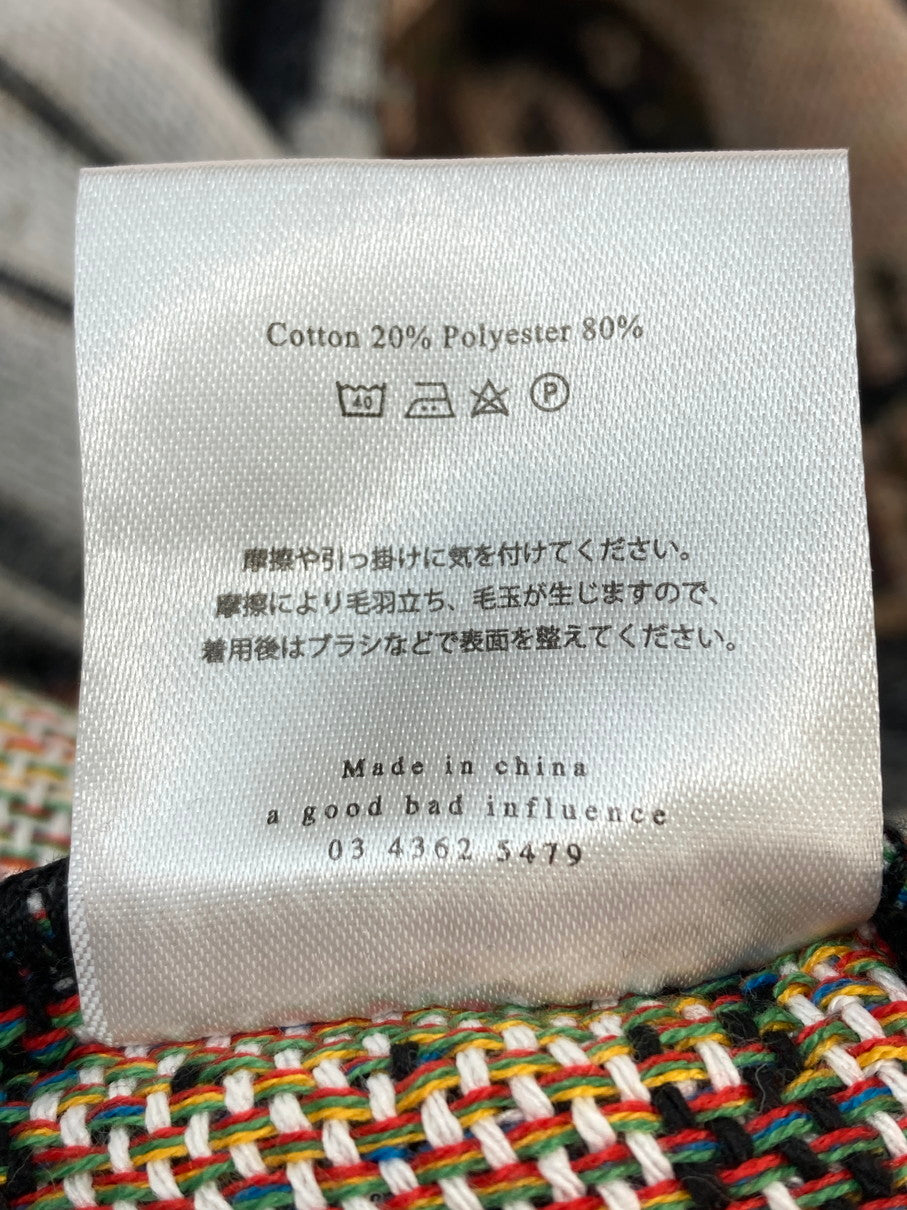 Cotton 20% Polyester 80%
40 P
摩擦や引っ掛けに気を付けてください。
摩擦により毛羽立ち、毛玉が生じますので、
着用後はブラシなどで表面を整えてください。
Made in china
a good bad influence
03 4362 5479